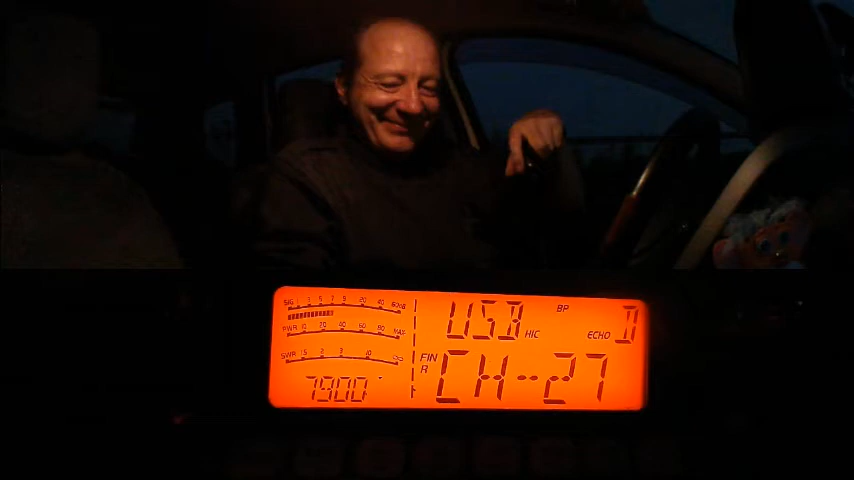 SIG 1 3 5 7 9 20 40 60dB
PWR 10 20 40 60 80 MAX
SWR 1.5 2 3 10 ∞
7900
USB HIC BP ECHO D
FIN
R
CH--27